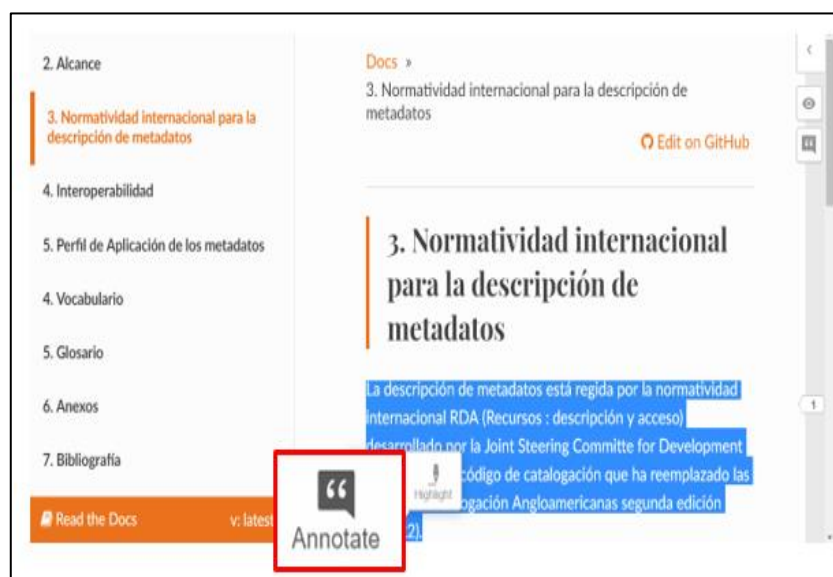 2. Alcance
3. Normatividad internacional para la
descripción de metadatos
4. Interoperabilidad
5. Perfil de Aplicación de los metadatos
4. Vocabulario
5. Glosario
6. Anexos
7. Bibliografía
Read the Docs
v: latest
Docs »
3. Normatividad internacional para la descripción de
metadatos
Edit on GitHub
3. Normatividad internacional
para la descripción de
metadatos
La descripción de metadatos está regida por la normatividad
internacional RDA (Recursos : descripción y acceso)
desarrollado por la Joint Steering Committe for Development
código de catalogación que ha reemplazado las
Angloamericanas segunda edición
2).
Annotate
Highlight
1